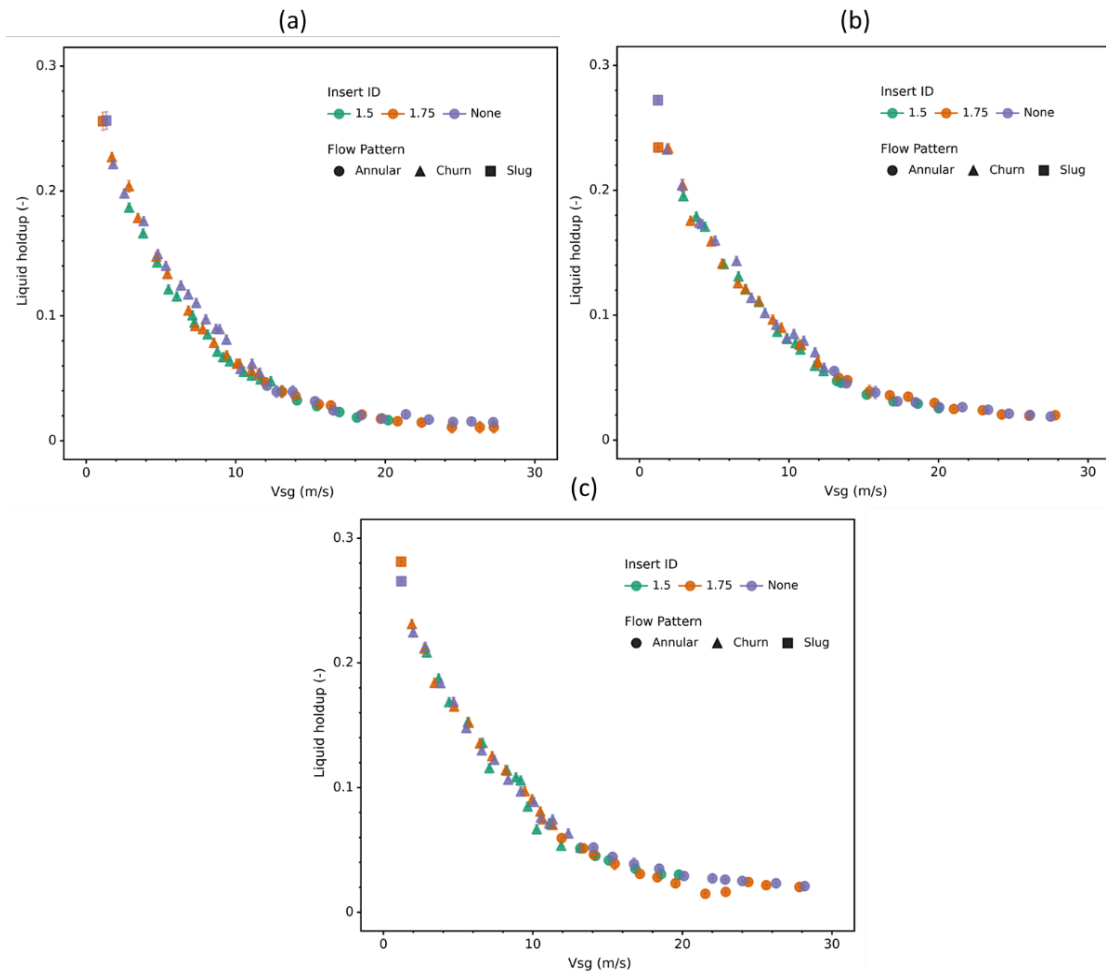 (a)
0.3
0.2
0.1
0
Liquid holdup (-)
Insert ID
1.5 1.75 None
Flow Pattern
Annular Churn Slug
0 10 20 30
Vsg (m/s)
(b)
0.3
0.2
0.1
0
Liquid holdup (-)
Insert ID
1.5 1.75 None
Flow Pattern
Annular Churn Slug
0 10 20 30
Vsg (m/s)
(c)
0.3
0.2
0.1
0
Liquid holdup (-)
Insert ID
1.5 1.75 None
Flow Pattern
Annular Churn Slug
0 10 20 30
Vsg (m/s)